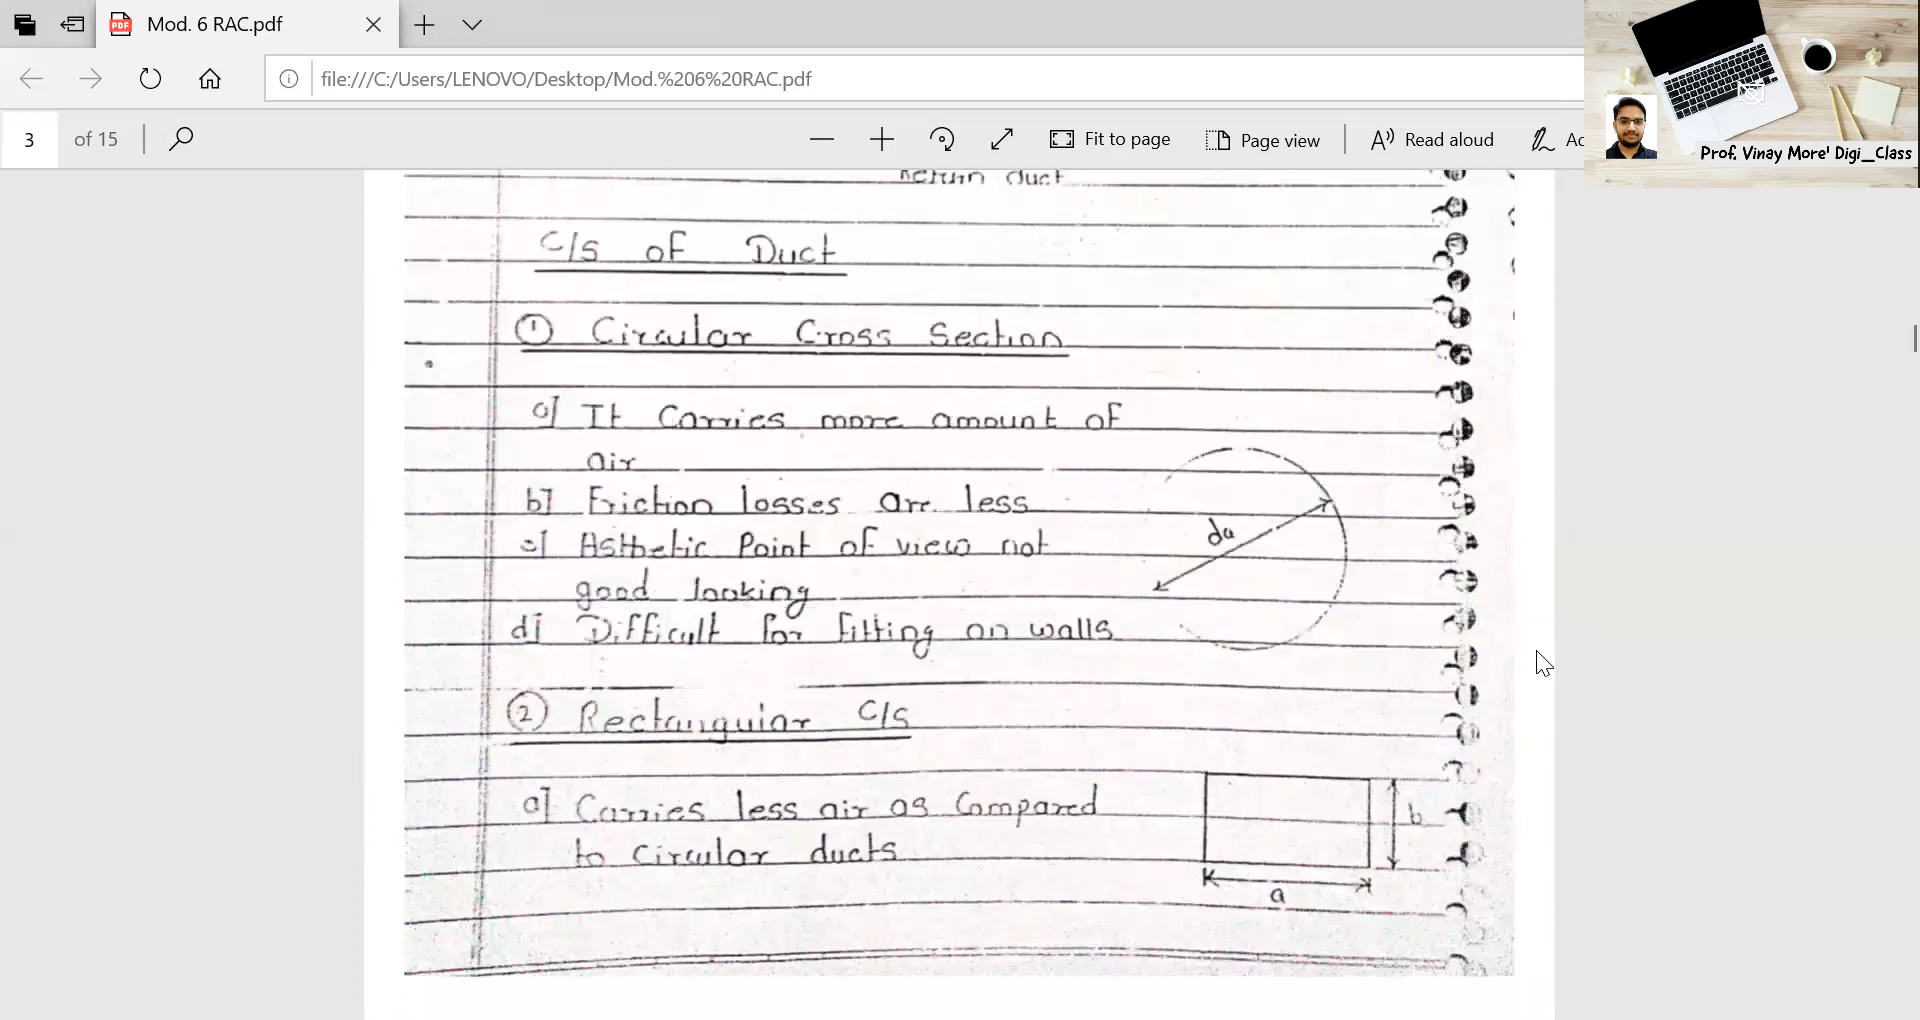 Mod. 6 RAC.pdf
file:///C:/Users/LENOVO/Desktop/Mod.%206%20RAC.pdf
3 of 15
Fit to page
Page view
Read aloud
Prof. Vinay More' Digi_Class
Return duct
C/S of Duct
① Circular Cross Section
a] It Carries more amount of
air
b] Friction losses are less
c] Asthetic Point of view not
good looking
da
d] Difficult for fitting on walls
② Rectangular C/S
a] Carries less air as Compared
b
to Circular ducts
a